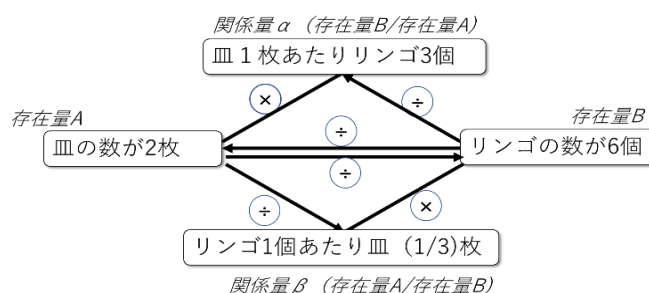 関係量α（存在量B/存在量A）
皿１枚あたりリンゴ3個
×
÷
存在量A
存在量B
÷
皿の数が2枚
リンゴの数が6個
÷
÷
×
リンゴ1個あたり皿（1/3)枚
関係量β（存在量A/存在量B）